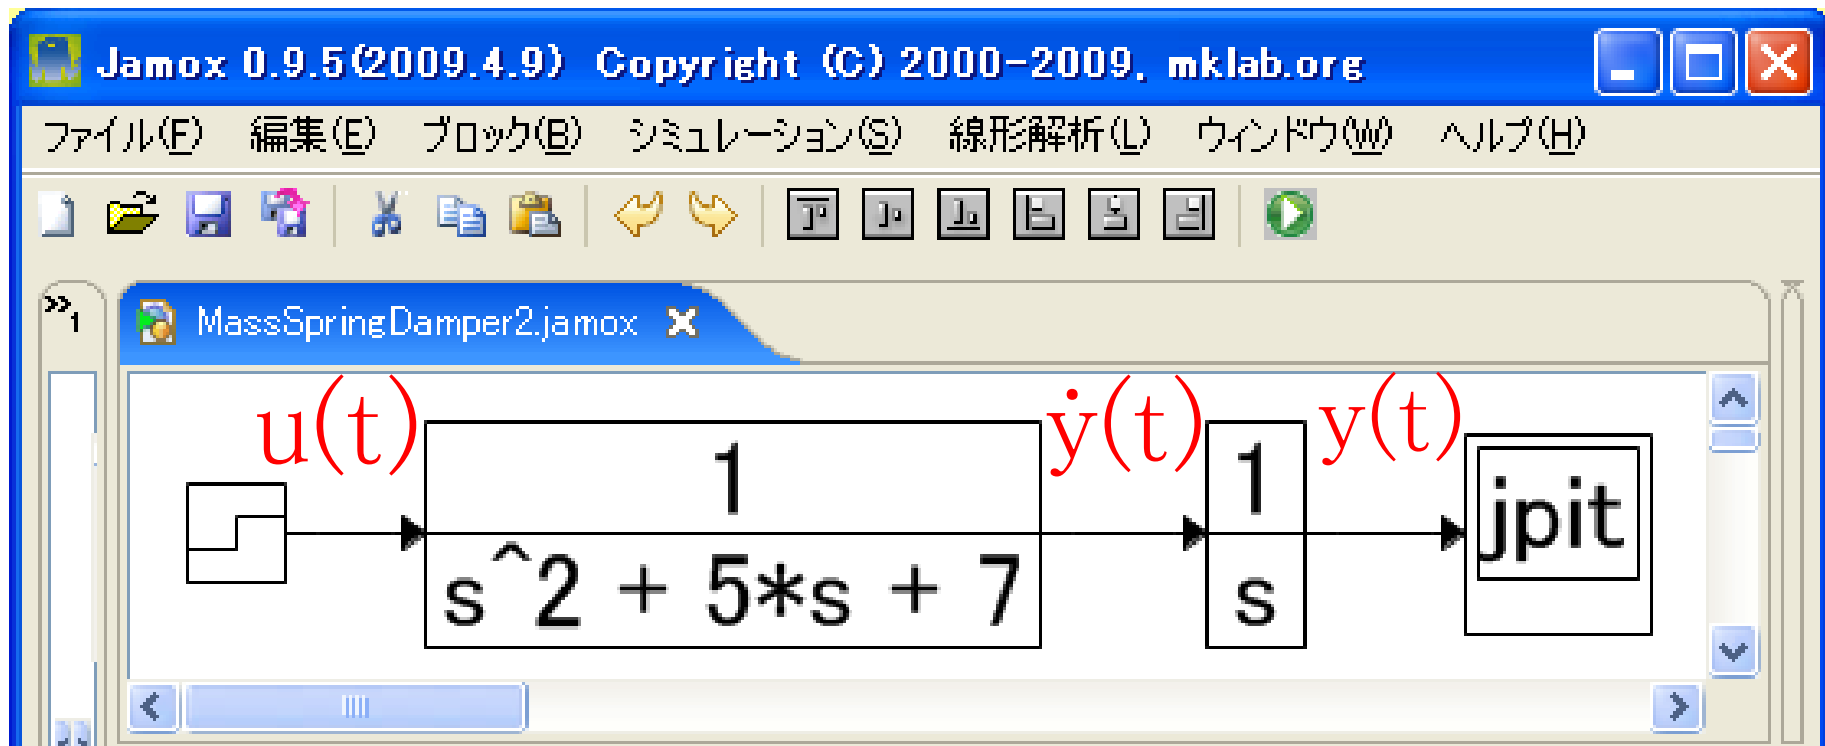 Jamox 0.9.5(2009.4.9) Copyright (C) 2000-2009, mklab.org
ファイル(F) 編集(E) ブロック(B) シミュレーション(S) 線形解析(L) ウィンドウ(W) ヘルプ(H)
»1 MassSpringDamper2.jamox
u(t) ẏ(t) y(t)
1 1 jpit
s^2 + 5*s + 7 s